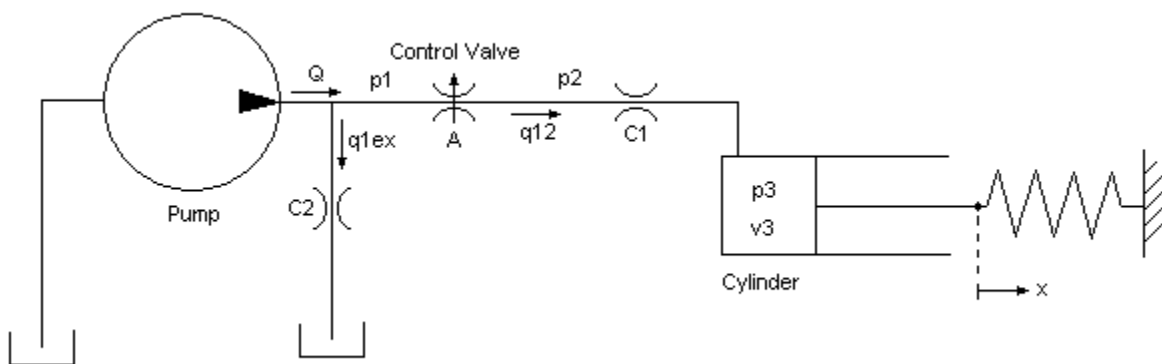 Control Valve
Q
p1
p2
q1ex
A
q12
C1
C2
Pump
p3
v3
Cylinder
x